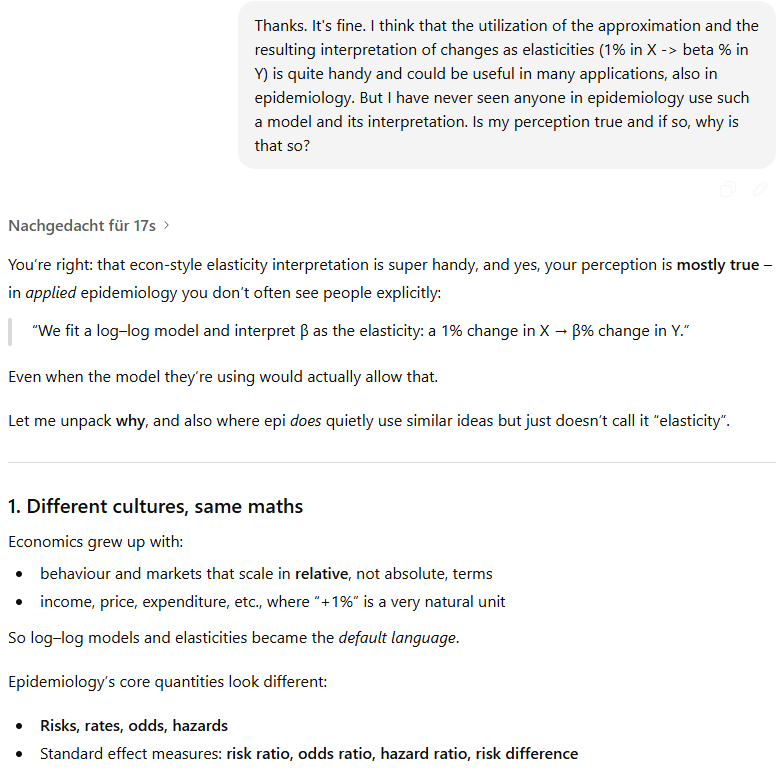 Thanks. It's fine. I think that the utilization of the approximation and the
resulting interpretation of changes as elasticities (1% in X -> beta % in
Y) is quite handy and could be useful in many applications, also in
epidemiology. But I have never seen anyone in epidemiology use such
a model and its interpretation. Is my perception true and if so, why is
that so?
Nachgedacht für 17s >
You’re right: that econ-style elasticity interpretation is super handy, and yes, your perception is mostly true –
in applied epidemiology you don’t often see people explicitly:
“We fit a log–log model and interpret β as the elasticity: a 1% change in X → β% change in Y.”
Even when the model they’re using would actually allow that.
Let me unpack why, and also where epi does quietly use similar ideas but just doesn’t call it “elasticity”.
1. Different cultures, same maths
Economics grew up with:
• behaviour and markets that scale in relative, not absolute, terms
• income, price, expenditure, etc., where “+1%” is a very natural unit
So log–log models and elasticities became the default language.
Epidemiology’s core quantities look different:
• Risks, rates, odds, hazards
• Standard effect measures: risk ratio, odds ratio, hazard ratio, risk difference